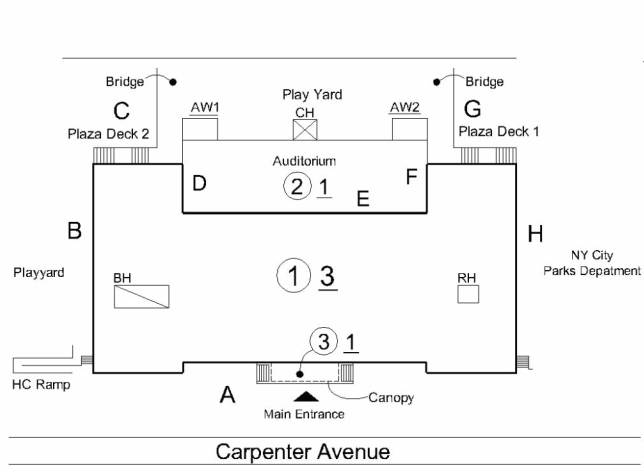 Bridge
Bridge
Play Yard
C
AW1
CH
AW2
G
Plaza Deck 2
Plaza Deck 1
Auditorium
D
2 1
F
E
B
H
NY City
Parks Depatment
Playyard
BH
1 3
RH
3 1
HC Ramp
A
Canopy
Main Entrance
Carpenter Avenue